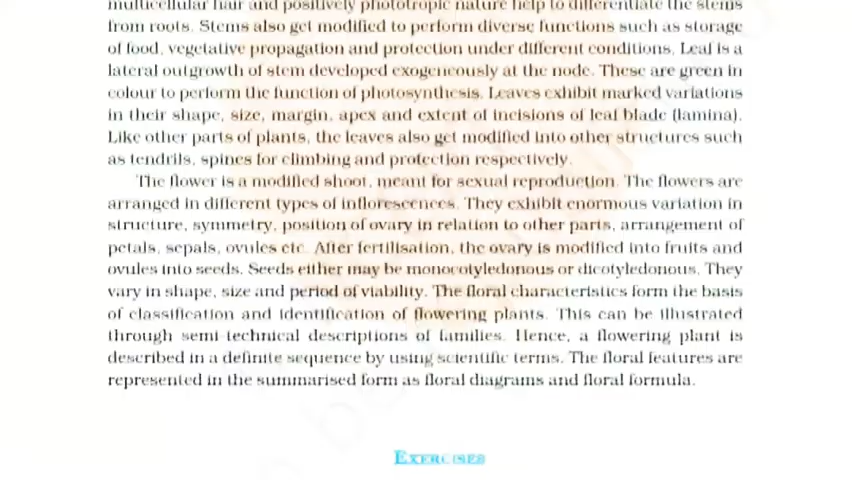 multicellular hair and positively phototropic nature help to differentiate the stems
from roots. Stems also get modified to perform diverse functions such as storage
of food, vegetative propagation and protection under different conditions. Leaf is a
lateral outgrowth of stem developed exogeneously at the node. These are green in
colour to perform the function of photosynthesis. Leaves exhibit marked variations
in their shape, size, margin, apex and extent of incisions of leaf blade (lamina).
Like other parts of plants, the leaves also get modified into other structures such
as tendrils, spines for climbing and protection respectively.
The flower is a modified shoot, meant for sexual reproduction. The flowers are
arranged in different types of inflorescences. They exhibit enormous variation in
structure, symmetry, position of ovary in relation to other parts, arrangement of
petals, sepals, ovules etc. After fertilisation, the ovary is modified into fruits and
ovules into seeds. Seeds either may be monocotyledonous or dicotyledonous. They
vary in shape, size and period of viability. The floral characteristics form the basis
of classification and identification of flowering plants. This can be illustrated
through semi-technical descriptions of families. Hence, a flowering plant is
described in a definite sequence by using scientific terms. The floral features are
represented in the summarised form as floral diagrams and floral formula.
EXERCISES